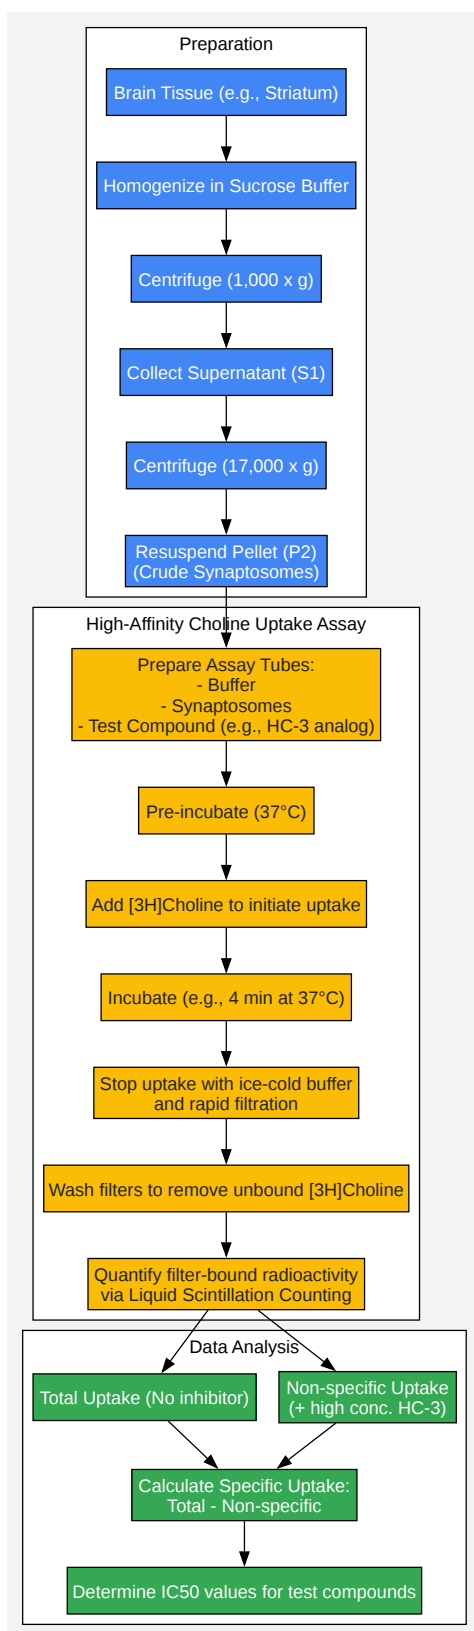 Preparation
Brain Tissue (e.g., Striatum)
Homogenize in Sucrose Buffer
Centrifuge (1,000 x g)
Collect Supernatant (S1)
Centrifuge (17,000 x g)
Resuspend Pellet (P2)
(Crude Synaptosomes)
High-Affinity Choline Uptake Assay
Prepare Assay Tubes:
- Buffer
- Synaptosomes
- Test Compound (e.g., HC-3 analog)
Pre-incubate (37°C)
Add [3H]Choline to initiate uptake
Incubate (e.g., 4 min at 37°C)
Stop uptake with ice-cold buffer
and rapid filtration
Wash filters to remove unbound [3H]Choline
Quantify filter-bound radioactivity
via Liquid Scintillation Counting
Data Analysis
Total Uptake (No inhibitor)
Non-specific Uptake
(+ high conc. HC-3)
Calculate Specific Uptake:
Total - Non-specific
Determine IC50 values for test compounds